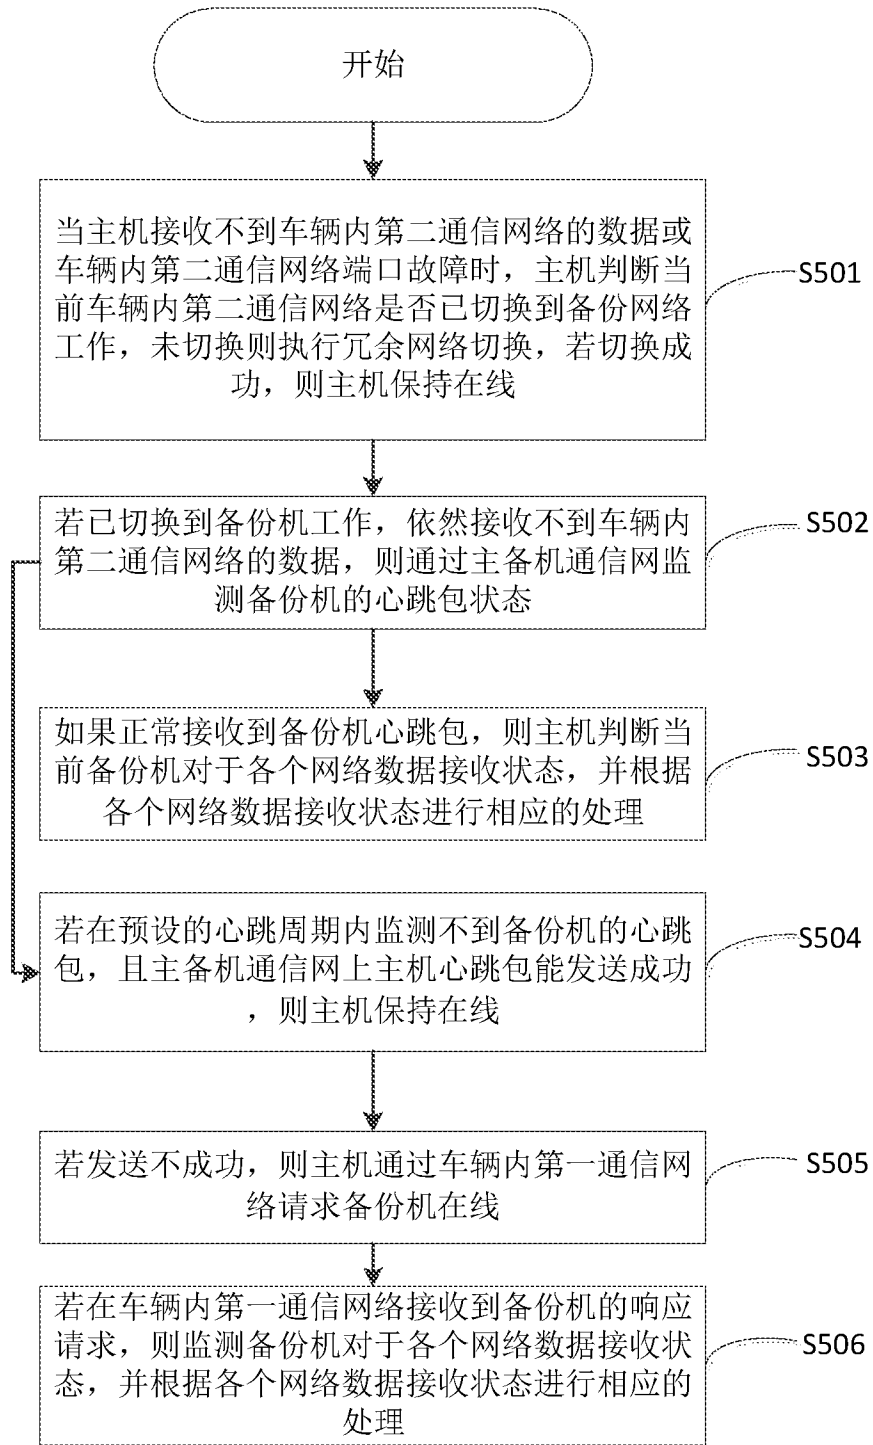 开始
当主机接收不到车辆内第二通信网络的数据或
车辆内第二通信网络端口故障时，主机判断当
前车辆内第二通信网络是否已切换到备份网络
工作，未切换则执行冗余网络切换，若切换成
功，则主机保持在线
S501
若已切换到备份机工作，依然接收不到车辆内
第二通信网络的数据，则通过主备机通信网监
测备份机的心跳包状态
S502
如果正常接收到备份机心跳包，则主机判断当
前备份机对于各个网络数据接收状态，并根据
各个网络数据接收状态进行相应的处理
S503
若在预设的心跳周期内监测不到备份机的心跳
包，且主备机通信网上主机心跳包能发送成功
，则主机保持在线
S504
若发送不成功，则主机通过车辆内第一通信网
络请求备份机在线
S505
若在车辆内第一通信网络接收到备份机的响应
请求，则监测备份机对于各个网络数据接收状
态，并根据各个网络数据接收状态进行相应的
处理
S506